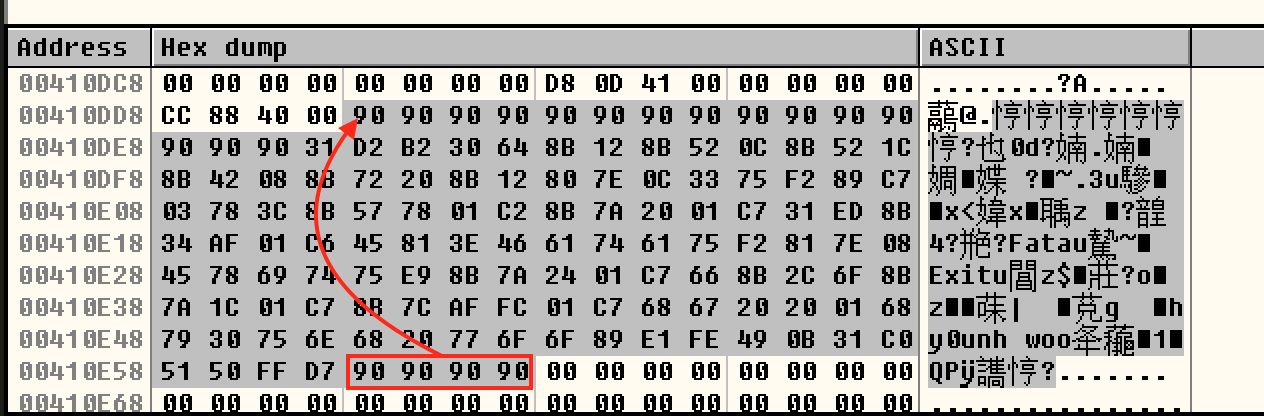 Address Hex dump ASCII
00410DC8 00 00 00 00 00 00 00 00 D8 0D 41 00 00 00 00 00 ........?A.....
00410DD8 CC 88 40 00 90 90 90 90 90 90 90 90 90 90 90 90 @.惇惇惇惇惇惇
00410DE8 90 90 90 31 D2 B2 30 64 8B 12 8B 52 0C 8B 52 1C 惇?也0d?婻.婻■
00410DF8 8B 42 08 8B 72 20 8B 12 80 7E 0C 33 75 F2 89 C7 婤■媟 ?■~.3u驂■
00410E08 03 78 3C 8B 57 78 01 C2 8B 7A 20 01 C7 31 ED 8B ■x<媁x■聥z ■?韹
00410E18 34 AF 01 C6 45 81 3E 46 61 74 61 75 F2 81 7E 08 4?艵?Fatau騺~■
00410E28 45 78 69 74 75 E9 8B 7A 24 01 C7 66 8B 2C 6F 8B Exitu閶z$■莊?o■
00410E38 7A 1C 01 C7 8B 7C AF FC 01 C7 68 67 20 20 01 68 z■■菋| ■莌g ■h
00410E48 79 30 75 6E 68 20 77 6F 6F 89 E1 FE 49 0B 31 C0 y0unh woo夆■1■
00410E58 51 50 FF D7 90 90 90 90 00 00 00 00 00 00 00 00 QPÿ讗惇?.......
00410E68 00 00 00 00 00 00 00 00 00 00 00 00 00 00 00 00 ................